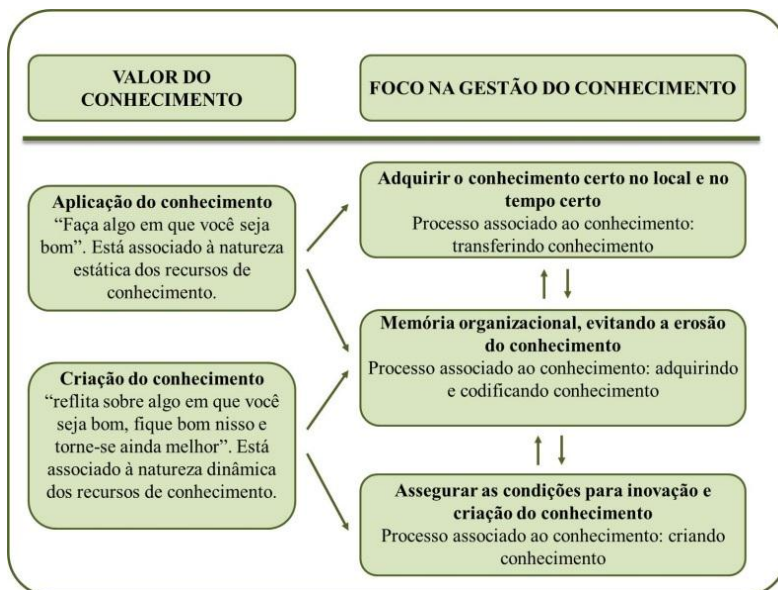 VALOR DO
CONHECIMENTO
FOCO NA GESTÃO DO CONHECIMENTO
Aplicação do conhecimento
“Faça algo em que você seja
bom”. Está associado à natureza
estática dos recursos de
conhecimento.
Criação do conhecimento
“reflita sobre algo em que você
seja bom, fique bom nisso e
torne-se ainda melhor”. Está
associado à natureza dinâmica
dos recursos de conhecimento.
Adquirir o conhecimento certo no local e no
tempo certo
Processo associado ao conhecimento:
transferindo conhecimento
Memória organizacional, evitando a erosão
do conhecimento
Processo associado ao conhecimento: adquirindo
e codificando conhecimento
Assegurar as condições para inovação e
criação do conhecimento
Processo associado ao conhecimento: criando
conhecimento